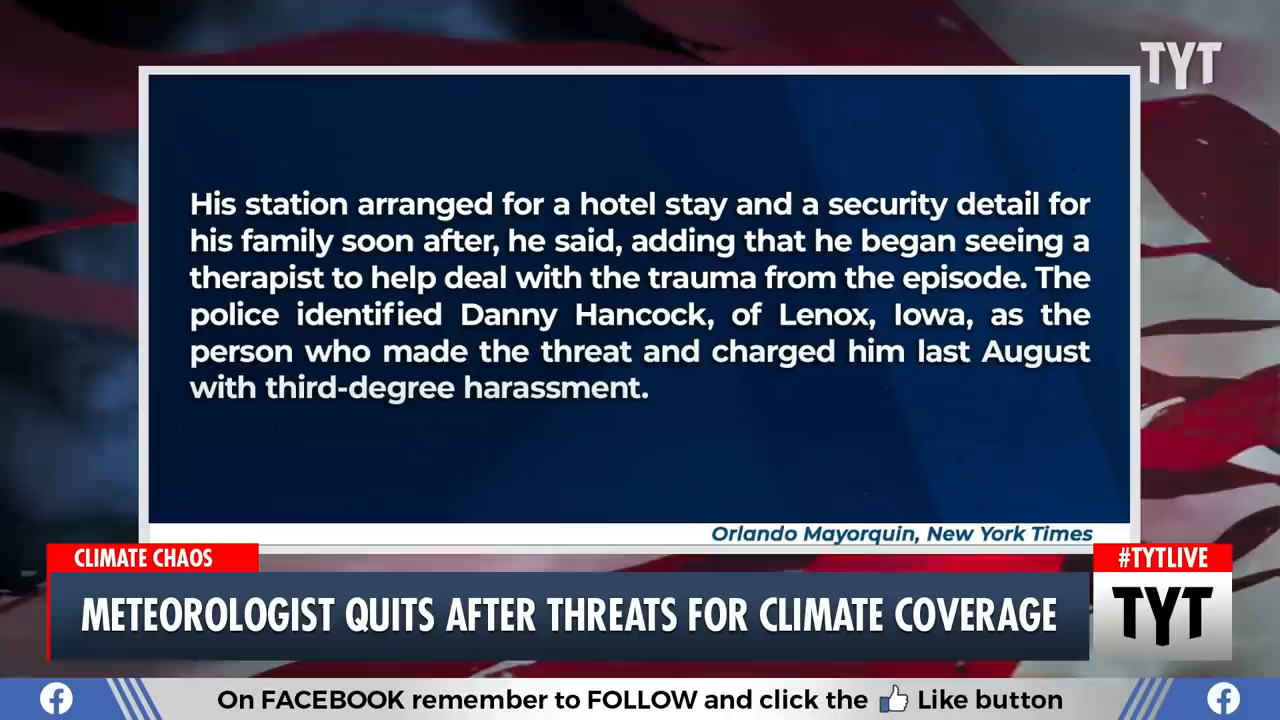 TYT
His station arranged for a hotel stay and a security detail for
his family soon after, he said, adding that he began seeing a
therapist to help deal with the trauma from the episode. The
police identified Danny Hancock, of Lenox, Iowa, as the
person who made the threat and charged him last August
with third-degree harassment.
Orlando Mayorquin, New York Times
CLIMATE CHAOS
#TYTLIVE
METEOROLOGIST QUITS AFTER THREATS FOR CLIMATE COVERAGE
TYT
On FACEBOOK remember to FOLLOW and click the Like button